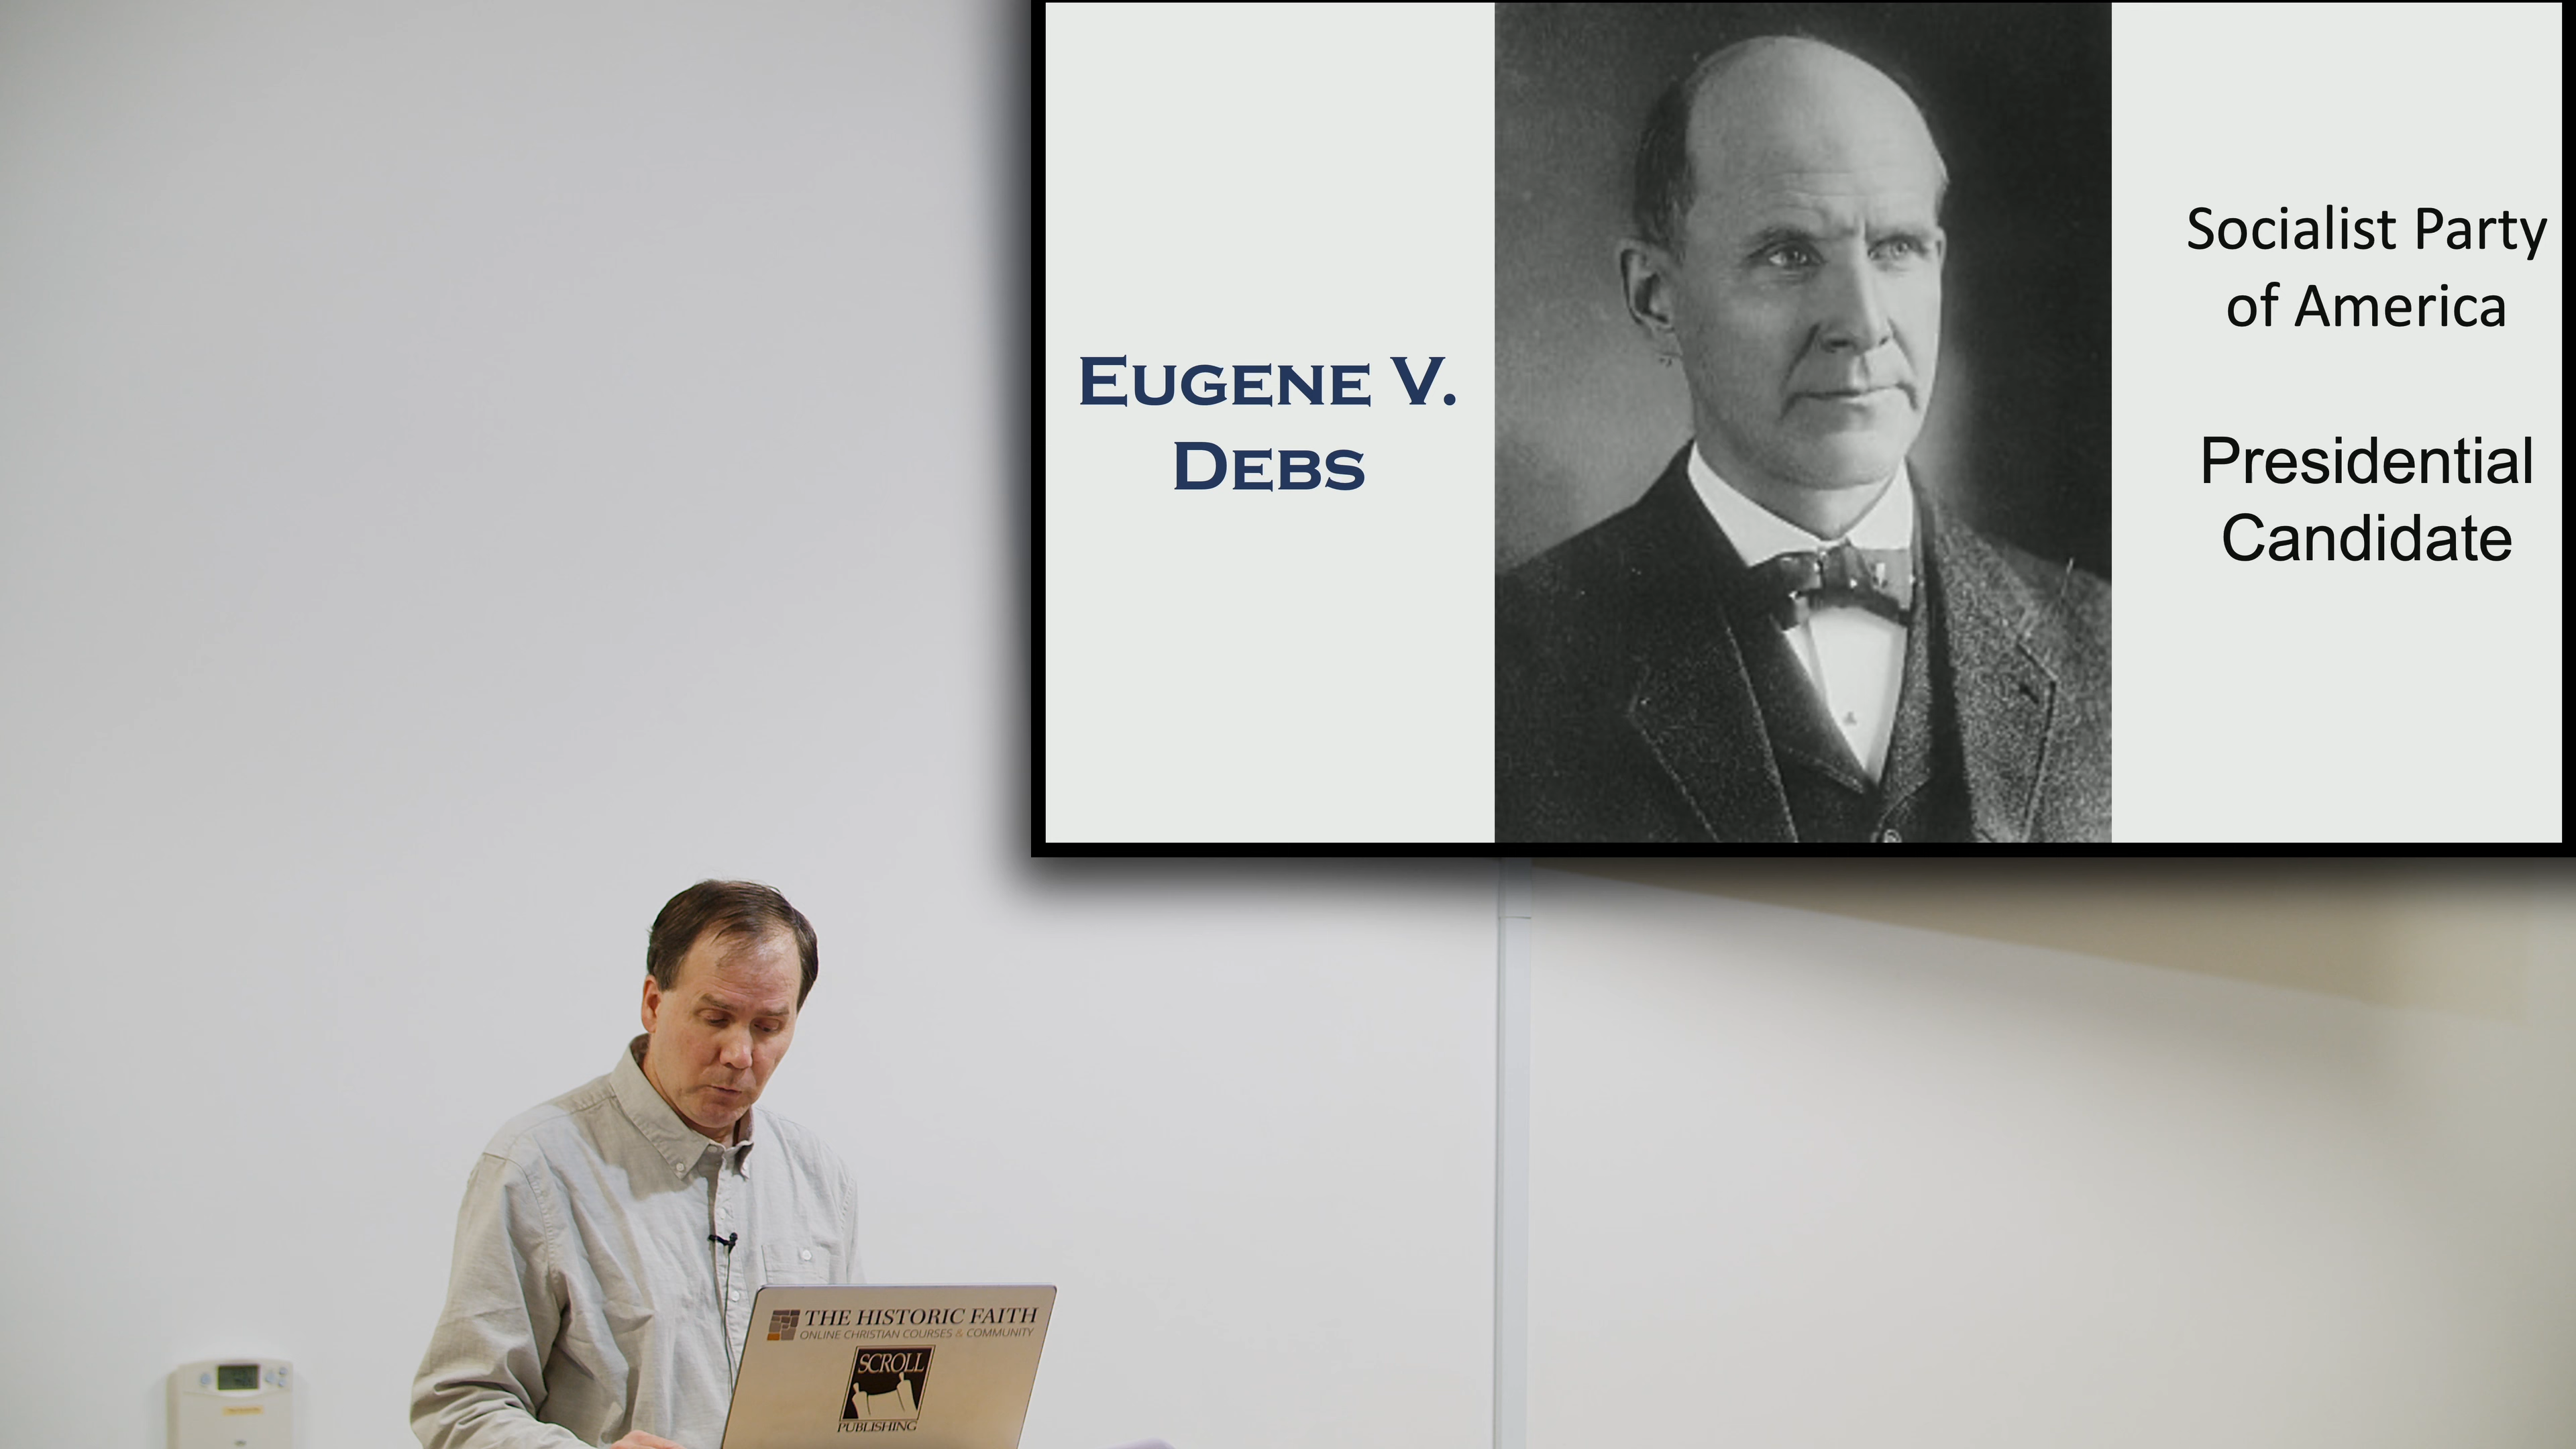 EUGENE V.
DEBS
Socialist Party
of America
Presidential
Candidate
THE HISTORIC FAITH
ONLINE CHRISTIAN COURSES & COMMUNITY
SCROLL
PUBLISHING